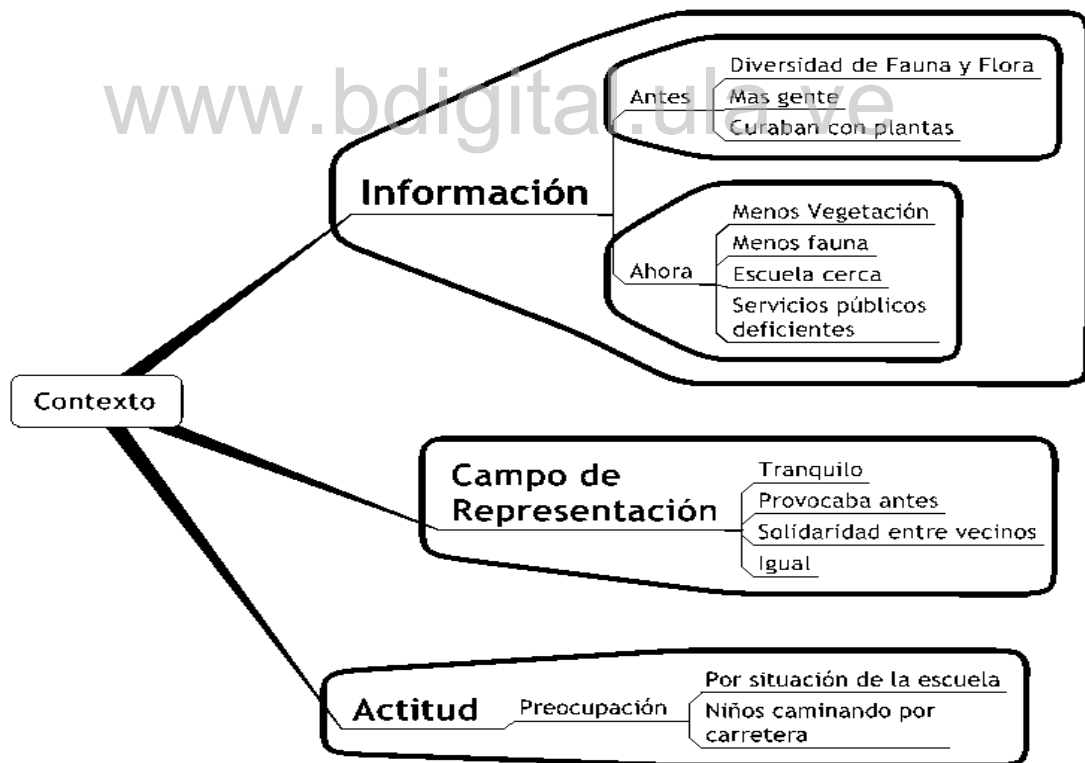 www.bdigital.ula.ve
Diversidad de Fauna y Flora
Antes
Mas gente
Curaban con plantas
Información
Menos Vegetación
Menos fauna
Ahora
Escuela cerca
Servicios públicos
deficientes
Contexto
Campo de
Representación
Tranquilo
Provocaba antes
Solidaridad entre vecinos
Igual
Actitud
Preocupación
Por situación de la escuela
Niños caminando por
carretera